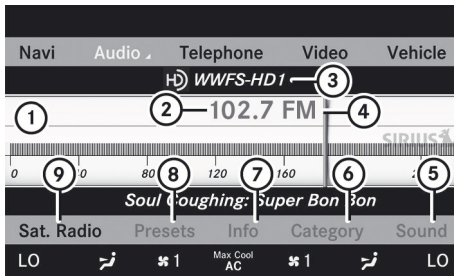 Navi Audio Telephone Video Vehicle
HD WWFS-HD1 3
2 102.7 FM 4
1
SIRIUS
9 8 7 6 5
0 80 120 160
Soul Coughing: Super Bon Bon
Sat. Radio Presets Info Category Sound
LO 1 Max Cool AC 1 LO